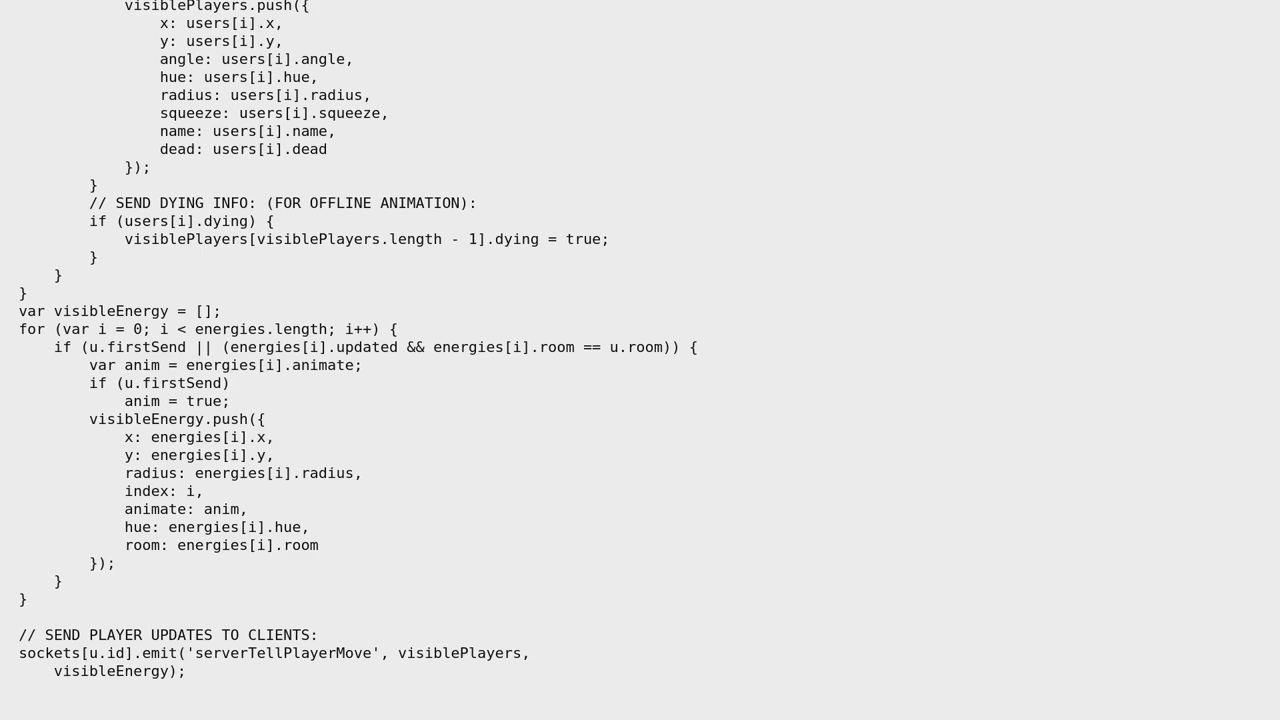 visiblePlayers.push({
                x: users[i].x,
                y: users[i].y,
                angle: users[i].angle,
                hue: users[i].hue,
                radius: users[i].radius,
                squeeze: users[i].squeeze,
                name: users[i].name,
                dead: users[i].dead
            });
        }
        // SEND DYING INFO: (FOR OFFLINE ANIMATION):
        if (users[i].dying) {
            visiblePlayers[visiblePlayers.length - 1].dying = true;
        }
    }
}
var visibleEnergy = [];
for (var i = 0; i < energies.length; i++) {
    if (u.firstSend || (energies[i].updated && energies[i].room == u.room)) {
        var anim = energies[i].animate;
        if (u.firstSend)
            anim = true;
        visibleEnergy.push({
            x: energies[i].x,
            y: energies[i].y,
            radius: energies[i].radius,
            index: i,
            animate: anim,
            hue: energies[i].hue,
            room: energies[i].room
        });
    }
}

// SEND PLAYER UPDATES TO CLIENTS:
sockets[u.id].emit('serverTellPlayerMove', visiblePlayers,
    visibleEnergy);